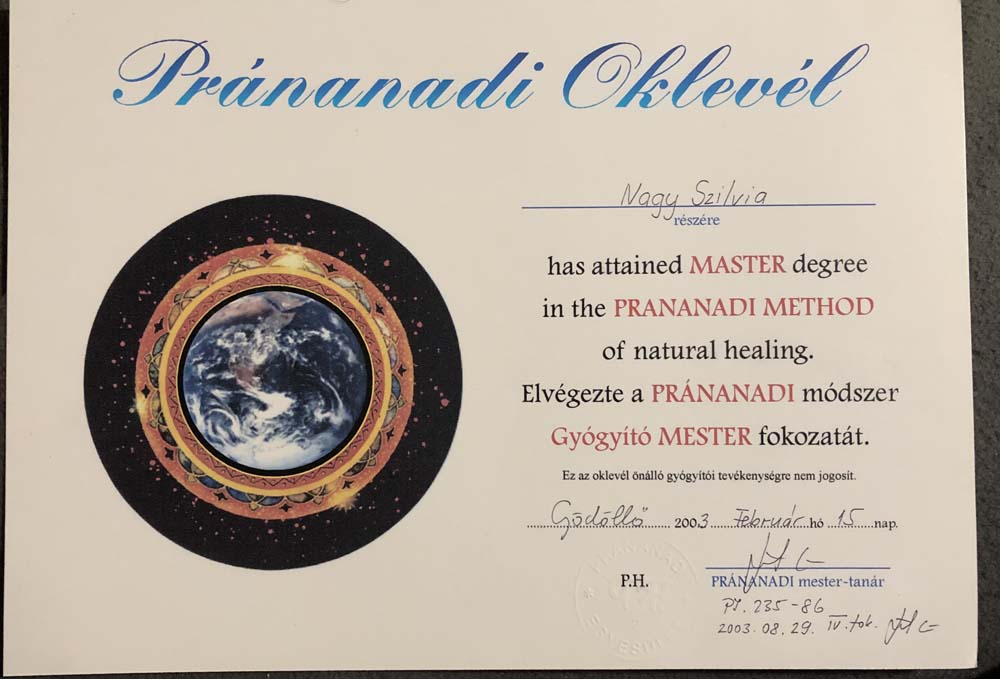 Pránanadi Oklevél
Nagy Szilvia
részére
has attained MASTER degree
in the PRANANADI METHOD
of natural healing.
Elvégezte a PRÁNANADI módszer
Gyógyító MESTER fokozatát.
Ez az oklevél önálló gyógyítói tevékenységre nem jogosít.
Gödöllő 2003 Február hó 15 nap.
P.H.
PRÁNANADI mester-tanár
PT. 235-86
2003.08.29. IV. fok.